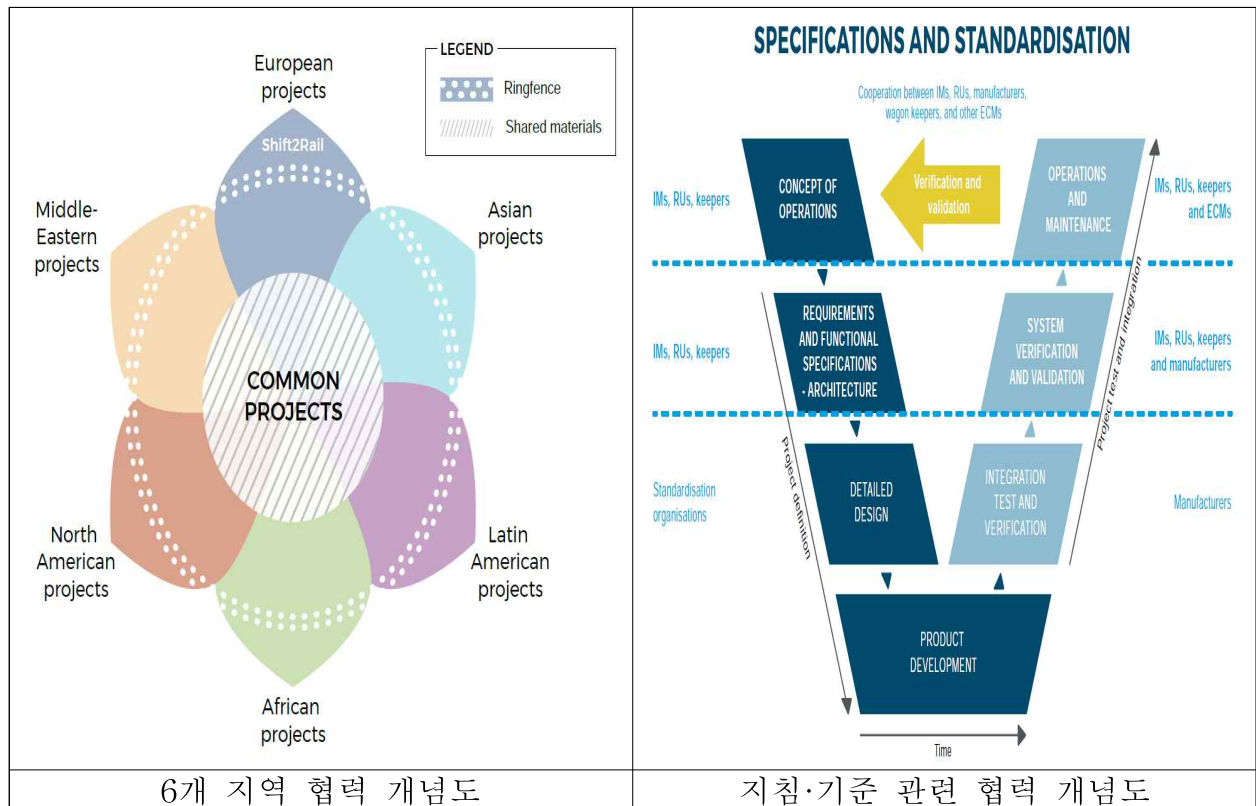 LEGEND
Ringfence
Shared materials
European
projects
Shift2Rail
Middle-
Eastern
projects
Asian
projects
COMMON
PROJECTS
North
American
projects
Latin
American
projects
African
projects
6개 지역 협력 개념도
SPECIFICATIONS AND STANDARDISATION
Cooperation between IMs, RUs, manufacturers,
wagon keepers, and other ECMs
IMs, RUs, keepers
CONCEPT OF
OPERATIONS
Verification and
validation
OPERATIONS
AND
MAINTENANCE
IMs, RUs, keepers
and ECMs
IMs, RUs, keepers
REQUIREMENTS
AND FUNCTIONAL
SPECIFICATIONS
- ARCHITECTURE
SYSTEM
VERIFICATION
AND VALIDATION
IMs, RUs, keepers
and manufacturers
Project definition
Project test and integration
Standardisation
organisations
DETAILED
DESIGN
INTEGRATION
TEST AND
VERIFICATION
Manufacturers
PRODUCT
DEVELOPMENT
Time
지침·기준 관련 협력 개념도